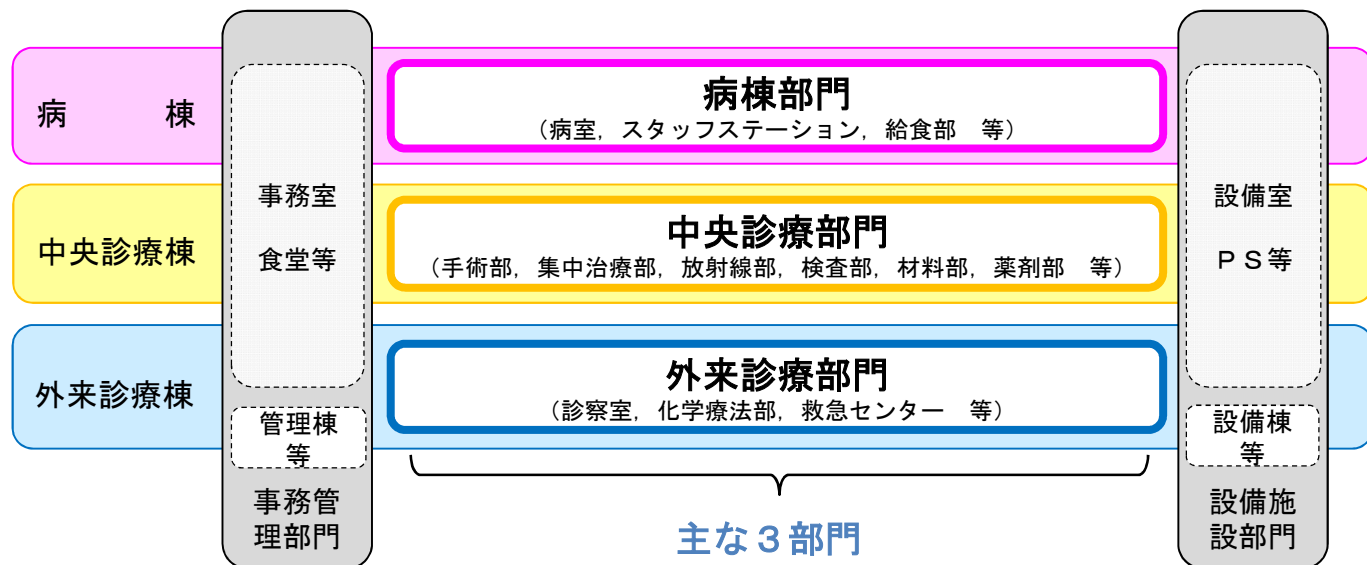 病　　　棟
病棟部門
（病室，スタッフステーション，給食部　等）
中央診療棟
中央診療部門
（手術部，集中治療部，放射線部，検査部，材料部，薬剤部　等）
外来診療棟
外来診療部門
（診察室，化学療法部，救急センター　等）
事務室
食堂等
管理棟
等
事務管
理部門
設備室
ＰＳ等
設備棟
等
設備施
設部門
主な３部門